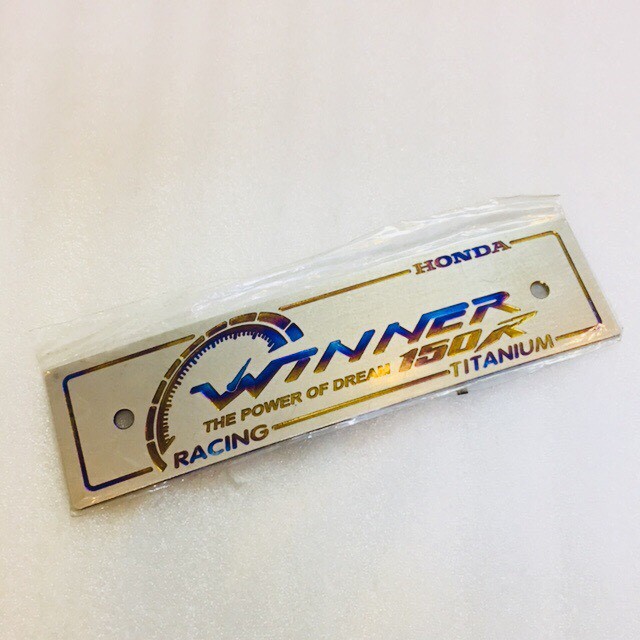 HONDA
WINNER
150R
THE POWER OF DREAM
TITANIUM
RACING